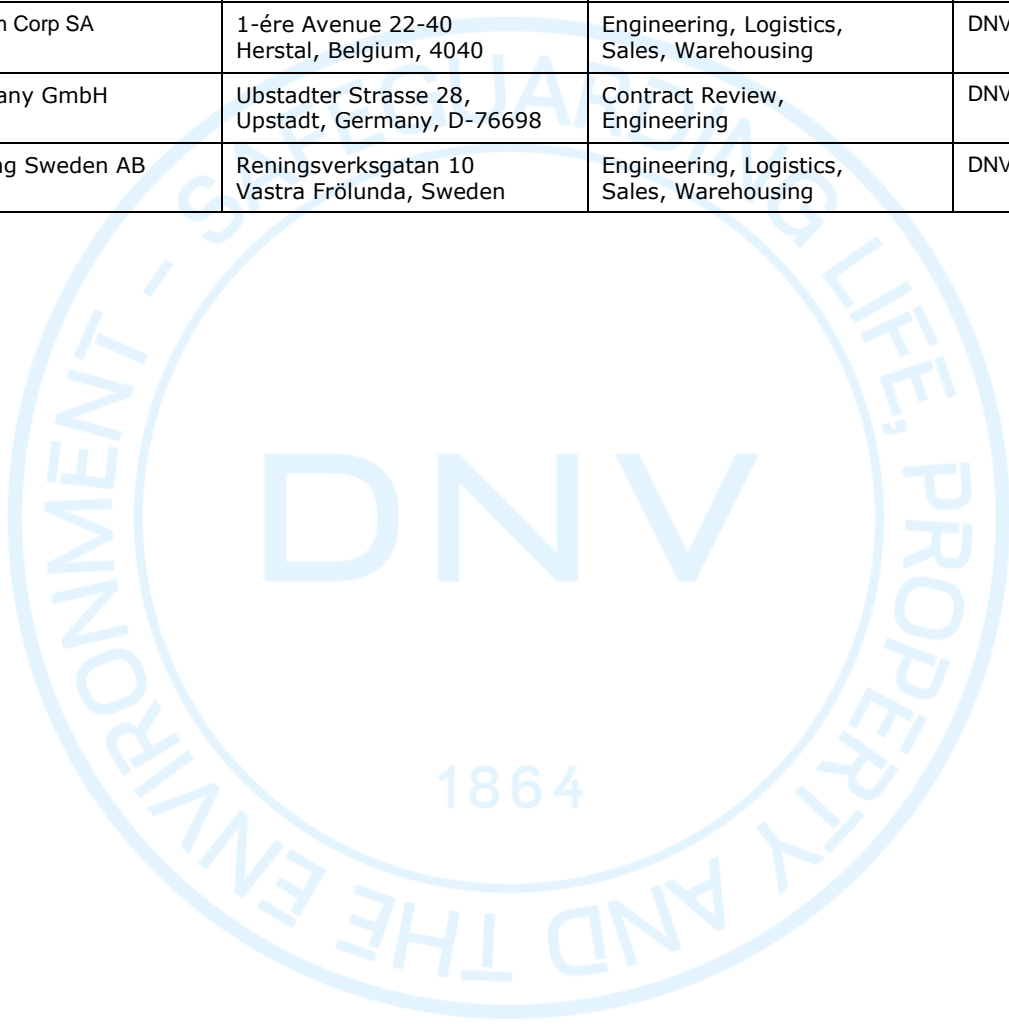 n Corp SA
1-ére Avenue 22-40
Herstal, Belgium, 4040
Engineering, Logistics,
Sales, Warehousing
DNV
any GmbH
Ubstadter Strasse 28,
Upstadt, Germany, D-76698
Contract Review,
Engineering
DNV
ng Sweden AB
Reningsverksgatan 10
Vastra Frölunda, Sweden
Engineering, Logistics,
Sales, Warehousing
DNV
SAFEGUARDING LIFE, PROPERTY AND THE ENVIRONMENT -
DNV
1864